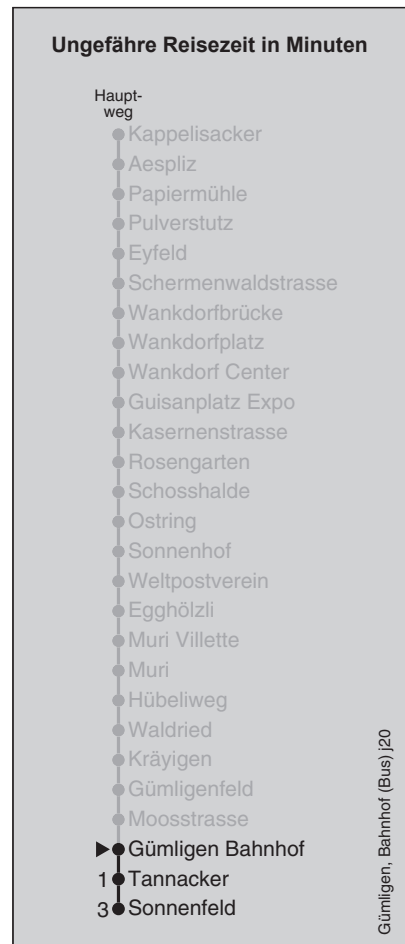 Ungefähre Reisezeit in Minuten
Haupt-
weg
Kappelisacker
Aespliz
Papiermühle
Pulverstutz
Eyfeld
Schermenwaldstrasse
Wankdorfbrücke
Wankdorfplatz
Wankdorf Center
Guisanplatz Expo
Kasernenstrasse
Rosengarten
Schosshalde
Ostring
Sonnenhof
Weltpostverein
Egghölzli
Muri Villette
Muri
Hübeliweg
Waldried
Kräyigen
Gümligenfeld
Moosstrasse
Gümligen Bahnhof
1 Tannacker
3 Sonnenfeld
Gümligen, Bahnhof (Bus) j20